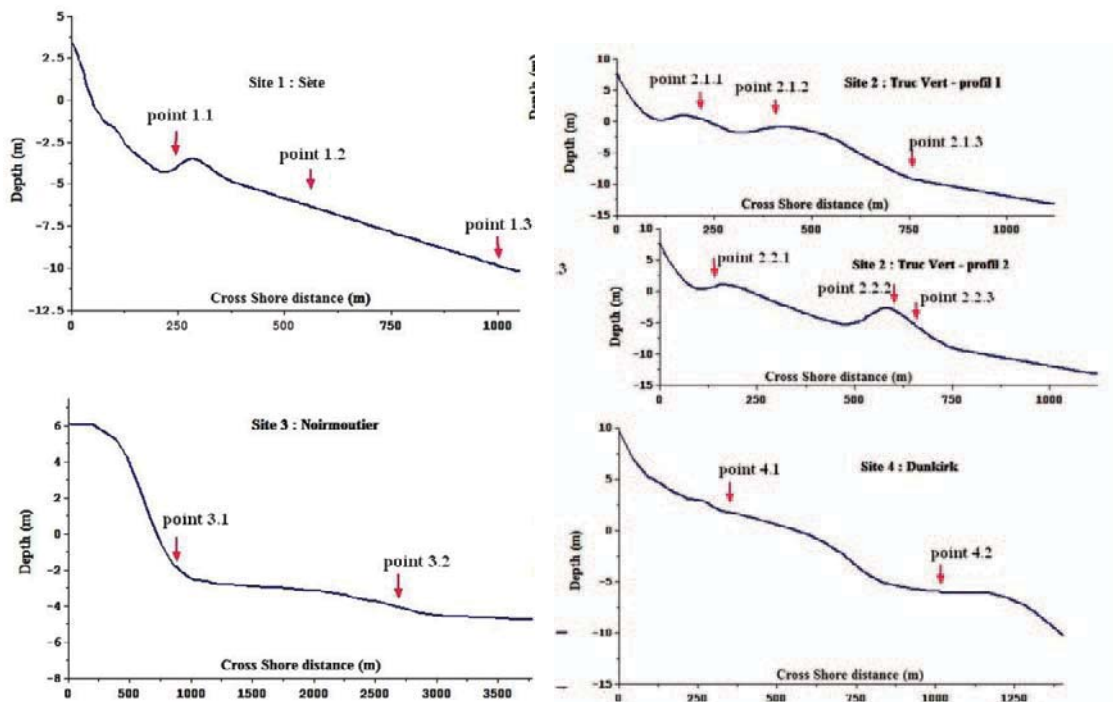 Site 1 : Sète
5
2.5
0
−2.5
−5
−7.5
−10
−12.5
Depth (m)
point 1.1
point 1.2
point 1.3
Cross Shore distance (m)
0
250
500
750
1000
Depth (m)
Site 2 : Truc Vert - profil 1
10
5
0
−5
−10
−15
Depth (m)
point 2.1.1
point 2.1.2
point 2.1.3
Cross Shore distance (m)
0
250
500
750
1000
Site 2 : Truc Vert - profil 2
10
5
0
−5
−10
−15
Depth (m)
point 2.2.1
point 2.2.2
point 2.2.3
Cross Shore distance (m)
0
250
500
750
1000
Site 3 : Noirmoutier
6
4
2
0
−2
−4
−6
−8
Depth (m)
point 3.1
point 3.2
Cross Shore distance (m)
0
500
1000
1500
2000
2500
3000
3500
Site 4 : Dunkirk
10
5
0
−5
−10
−15
Depth (m)
point 4.1
point 4.2
Cross Shore distance (m)
0
250
500
750
1000
1250